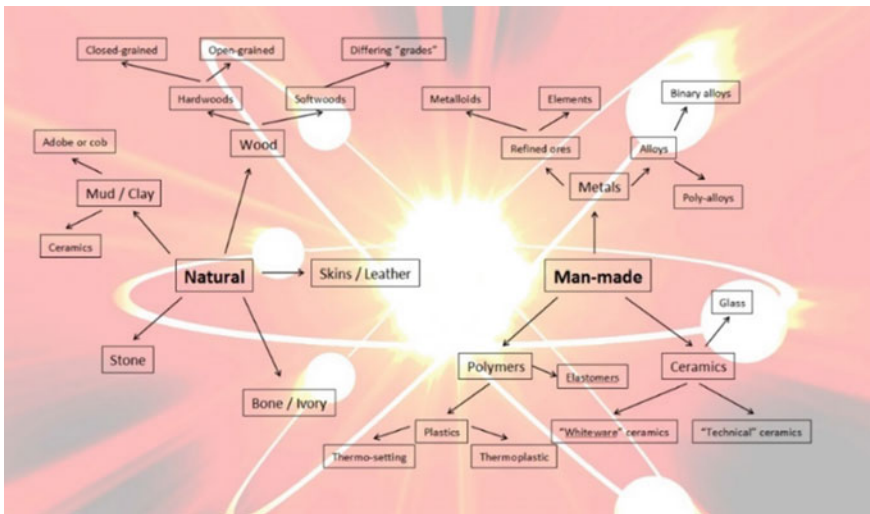 Closed-grained
Open-grained
Differing "grades"
Hardwoods
Softwoods
Wood
Adobe or cob
Mud / Clay
Ceramics
Natural
Skins / Leather
Stone
Bone / Ivory
Metalloids
Elements
Binary alloys
Refined ores
Alloys
Metals
Poly-alloys
Man-made
Glass
Polymers
Elastomers
Ceramics
Plastics
"Whiteware" ceramics
"Technical" ceramics
Thermo-setting
Thermoplastic